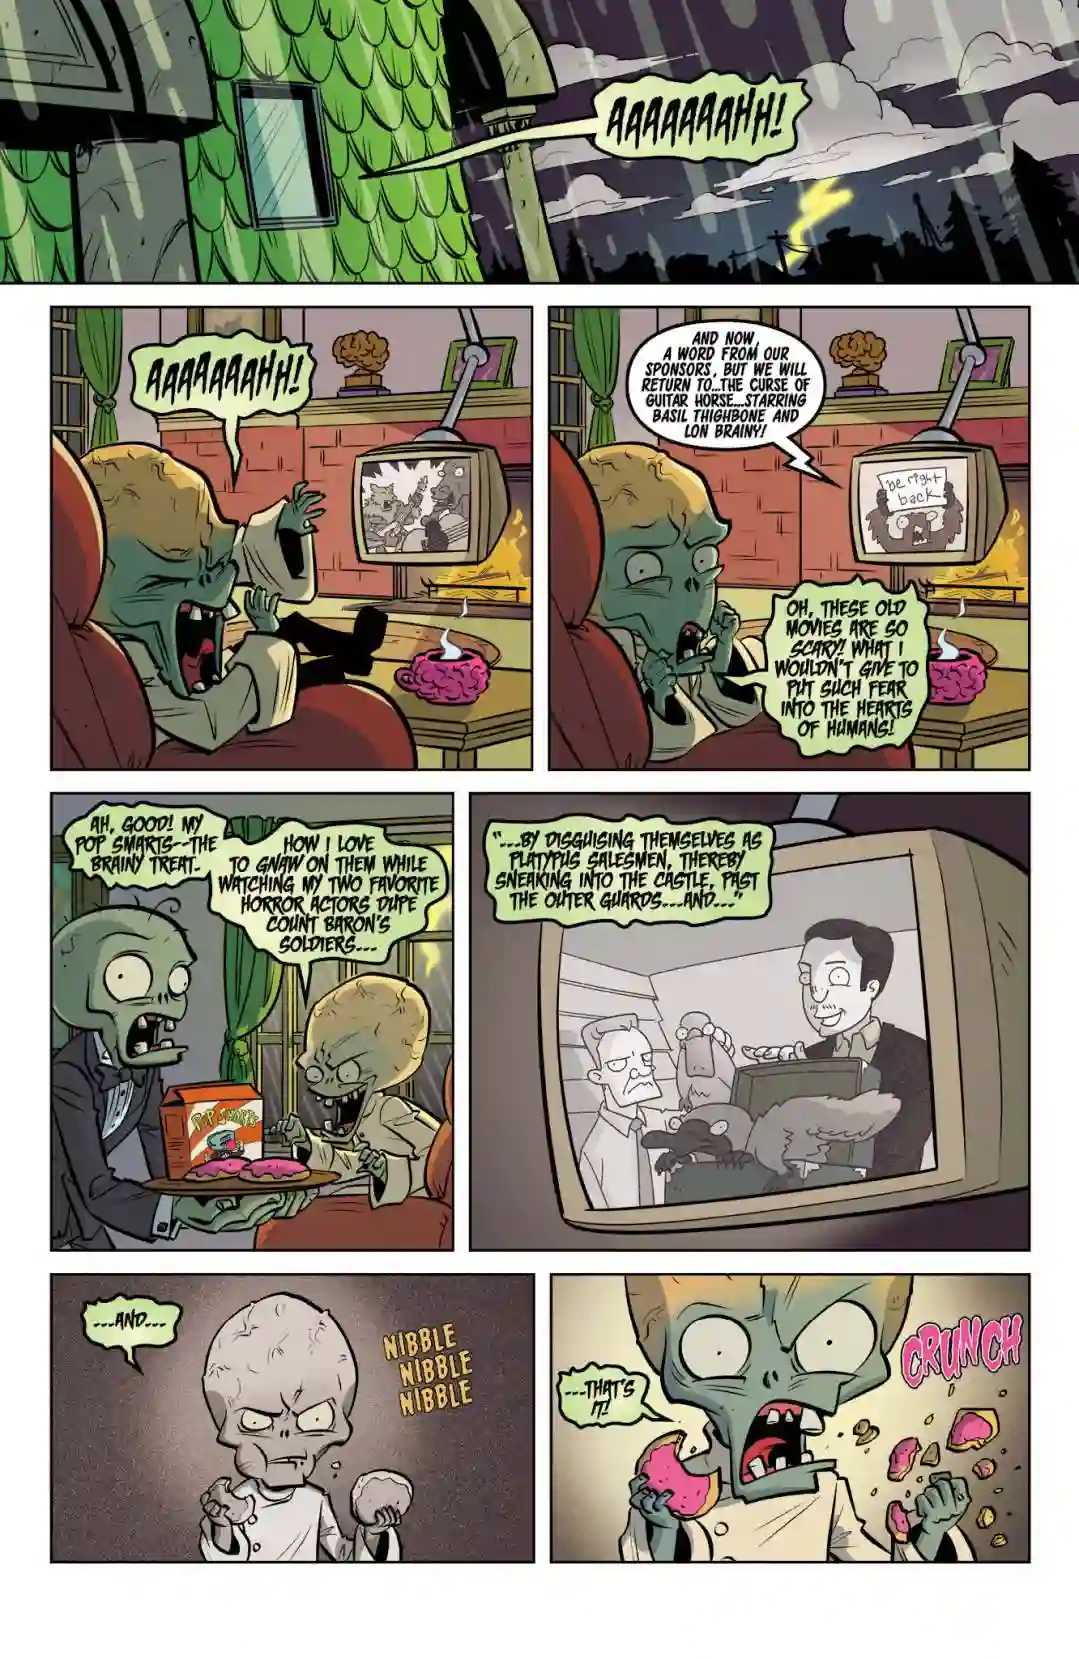 AAAAAAAHH!
AAAAAAAHH!
AND NOW,
A WORD FROM OUR
SPONSORS, BUT WE WILL
RETURN TO...THE CURSE OF
GUITAR HORSE...STARRING
BASIL THIGHBONE AND
LON BRAINY!
be right
back
OH, THESE OLD
MOVIES ARE SO
SCARY! WHAT I
WOULDN'T GIVE TO
PUT SUCH FEAR
INTO THE HEARTS
OF HUMANS!
AH, GOOD! MY
POP SMARTS--THE
BRAINY TREAT.
HOW I LOVE
TO GNAW ON THEM WHILE
WATCHING MY TWO FAVORITE
HORROR ACTORS DUPE
COUNT BARON'S
SOLDIERS...
POP SMARTS
"...BY DISGUISING THEMSELVES AS
PLATYPUS SALESMEN, THEREBY
SNEAKING INTO THE CASTLE, PAST
THE OUTER GUARDS...AND..."
...AND...
NIBBLE
NIBBLE
NIBBLE
...THAT'S
IT!
CRUNCH